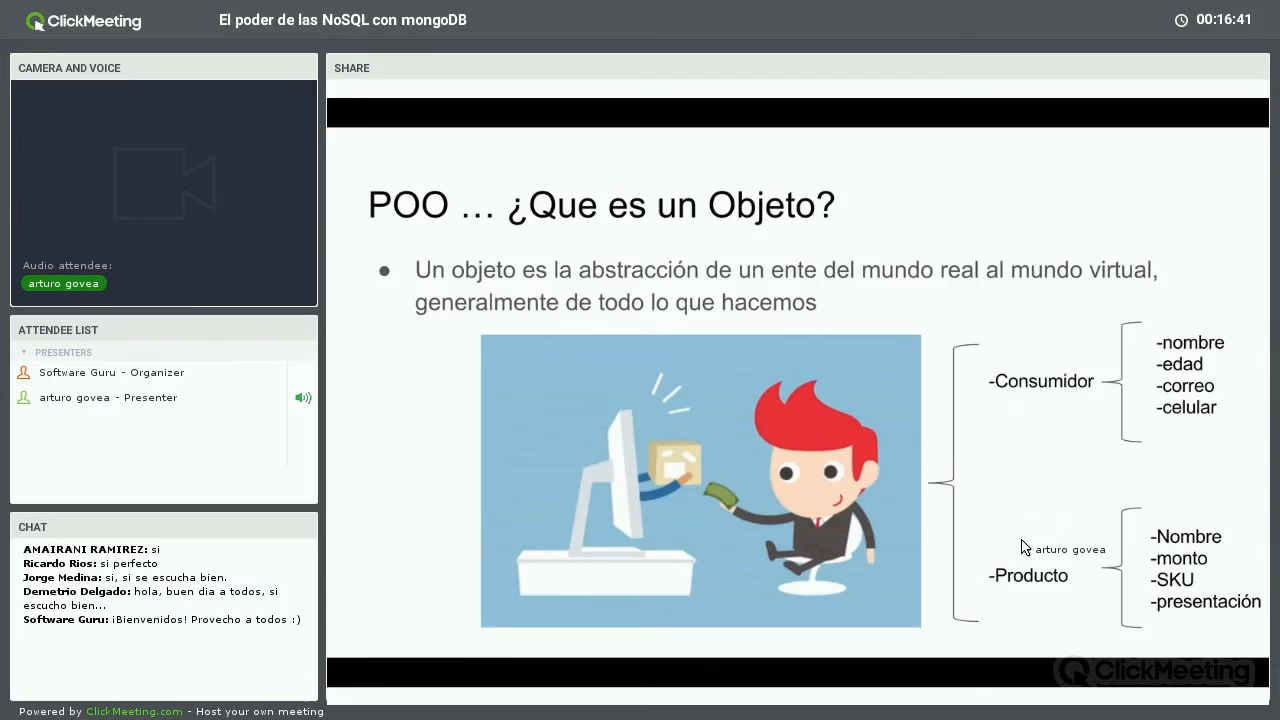 ClickMeeting
El poder de las NoSQL con mongoDB
00:16:41
CAMERA AND VOICE
Audio attendee:
arturo govea
ATTENDEE LIST
PRESENTERS
Software Guru - Organizer
arturo govea - Presenter
CHAT
AMAIRANI RAMIREZ: si
Ricardo Rios: si perfecto
Jorge Medina: si, si se escucha bien.
Demetrio Delgado: hola, buen dia a todos, si
escucho bien...
Software Guru: ¡Bienvenidos! Provecho a todos :)
SHARE
POO ... ¿Que es un Objeto?
● Un objeto es la abstracción de un ente del mundo real al mundo virtual,
generalmente de todo lo que hacemos
-Consumidor
-nombre
-edad
-correo
-celular
arturo govea
-Producto
-Nombre
-monto
-SKU
-presentación
ClickMeeting
Powered by ClickMeeting.com - Host your own meeting